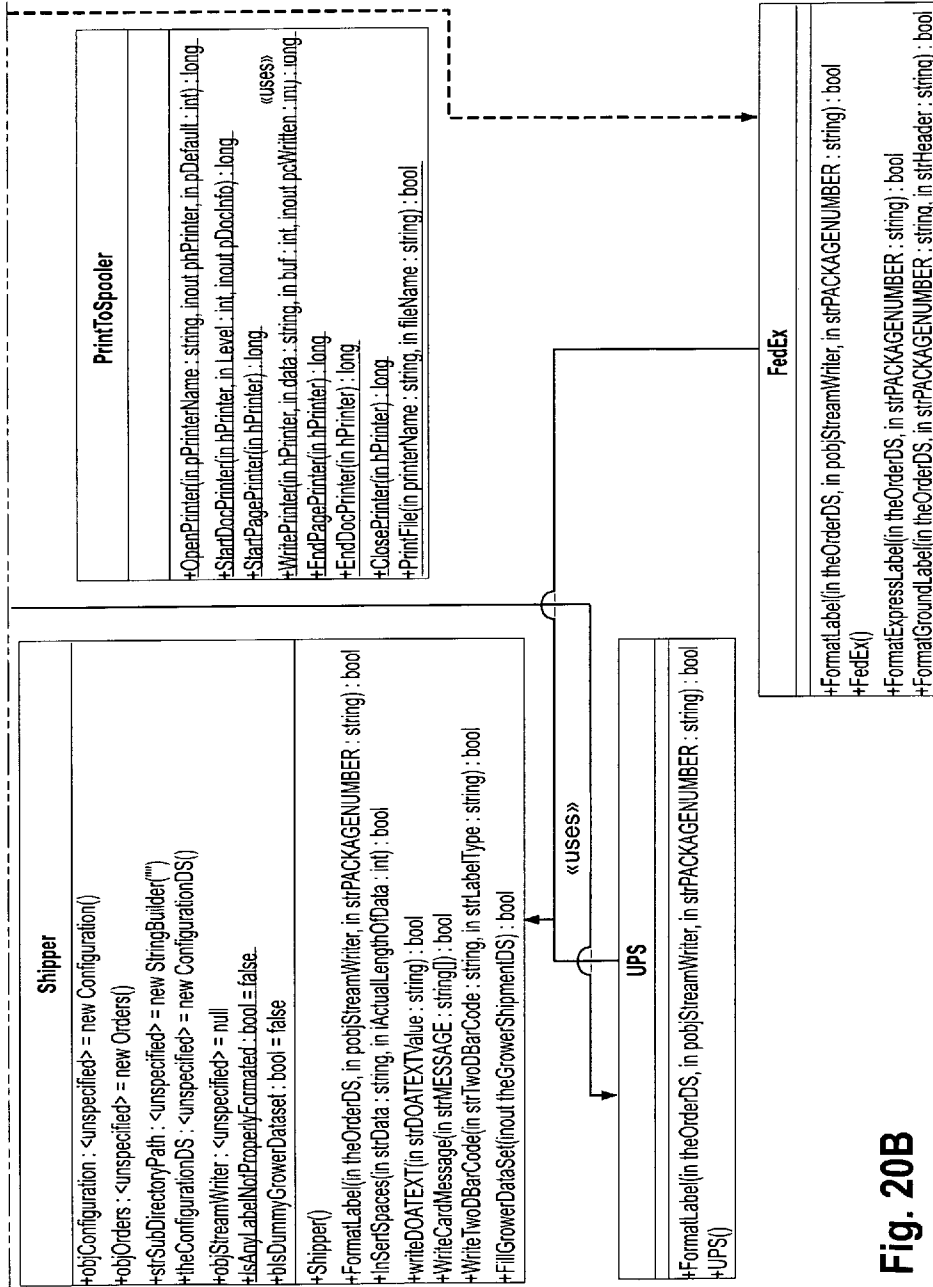 Shipper
+objConfiguration : <unspecified> = new Configuration()
+objOrders : <unspecified> = new Orders()
+strSubDirectoryPath : <unspecified> = new StringBuilder("")
+theConfigurationDS : <unspecified> = new ConfigurationDS()
+objStreamWriter : <unspecified> = null
+IsAnyLabelNotProperlyFormated : bool = false
+bIsDummyGrowerDataset : bool = false
+Shipper()
+FormatLabel(in theOrderDS, in pobjStreamWriter, in strPACKAGENUMBER : string) : bool
+InSertSpaces(in strData : string, in iActualLengthOfData : int) : bool
+writeDOATEXT(in strDOATEXTValue : string) : bool
+WriteCardMessage(in strMESSAGE : string[]) : bool
+WriteTwoDBarCode(in strTwoDBarCode : string, in strLabelType : string) : bool
+FillGrowerDataSet(inout theGrowerShipmentDS) : bool
PrintToSpooler
+OpenPrinter(in pPrinterName : string, inout phPrinter, in pDefault : int) : long
+StartDocPrinter(in hPrinter, in Level : int, inout pDocInfo) : long
+StartPagePrinter(in hPrinter) : long
+WritePrinter(in hPrinter, in data : string, in buf : int, inout pcWritten : int) : long
+EndPagePrinter(in hPrinter) : long
+EndDocPrinter(in hPrinter) : long
+ClosePrinter(in hPrinter) : long
+PrintFile(in printerName : string, in fileName : string) : bool
«uses»
«uses»
UPS
+FormatLabel(in theOrderDS, in pobjStreamWriter, in strPACKAGENUMBER : string) : bool
+UPS()
FedEx
+FormatLabel(in theOrderDS, in pobjStreamWriter, in strPACKAGENUMBER : string) : bool
+FedEx()
+FormatExpressLabel(in theOrderDS, in strPACKAGENUMBER : string) : bool
+FormatGroundLabel(in theOrderDS, in strPACKAGENUMBER : string, in strHeader : string) : bool
Fig. 20B